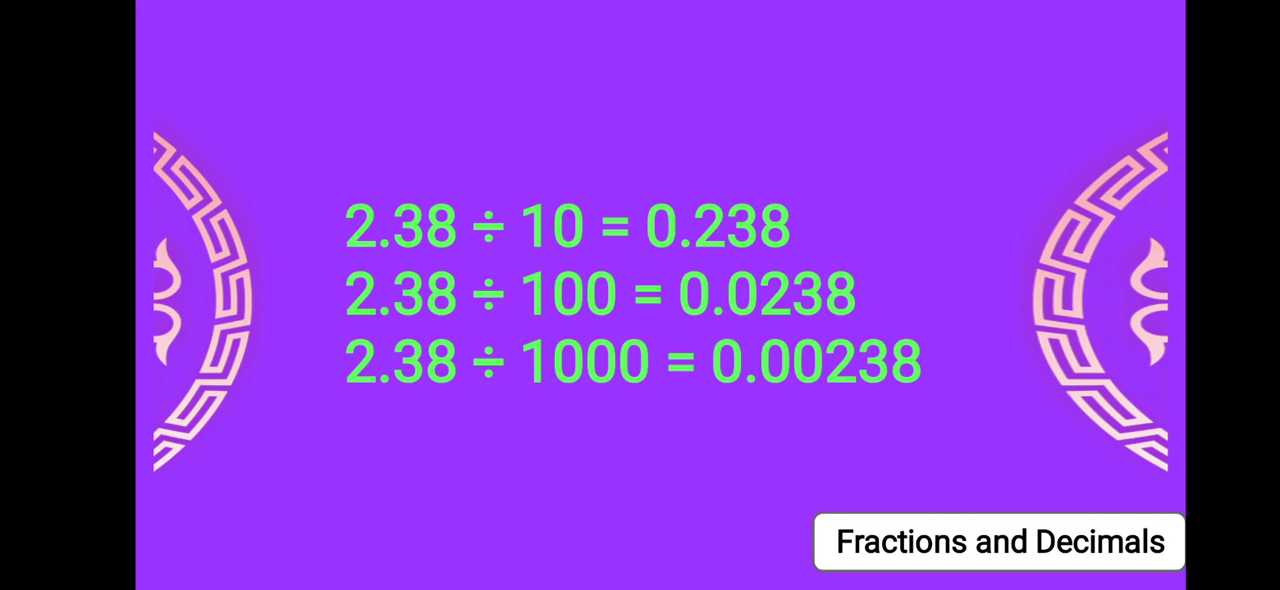 2.38 ÷ 10 = 0.238
2.38 ÷ 100 = 0.0238
2.38 ÷ 1000 = 0.00238
Fractions and Decimals